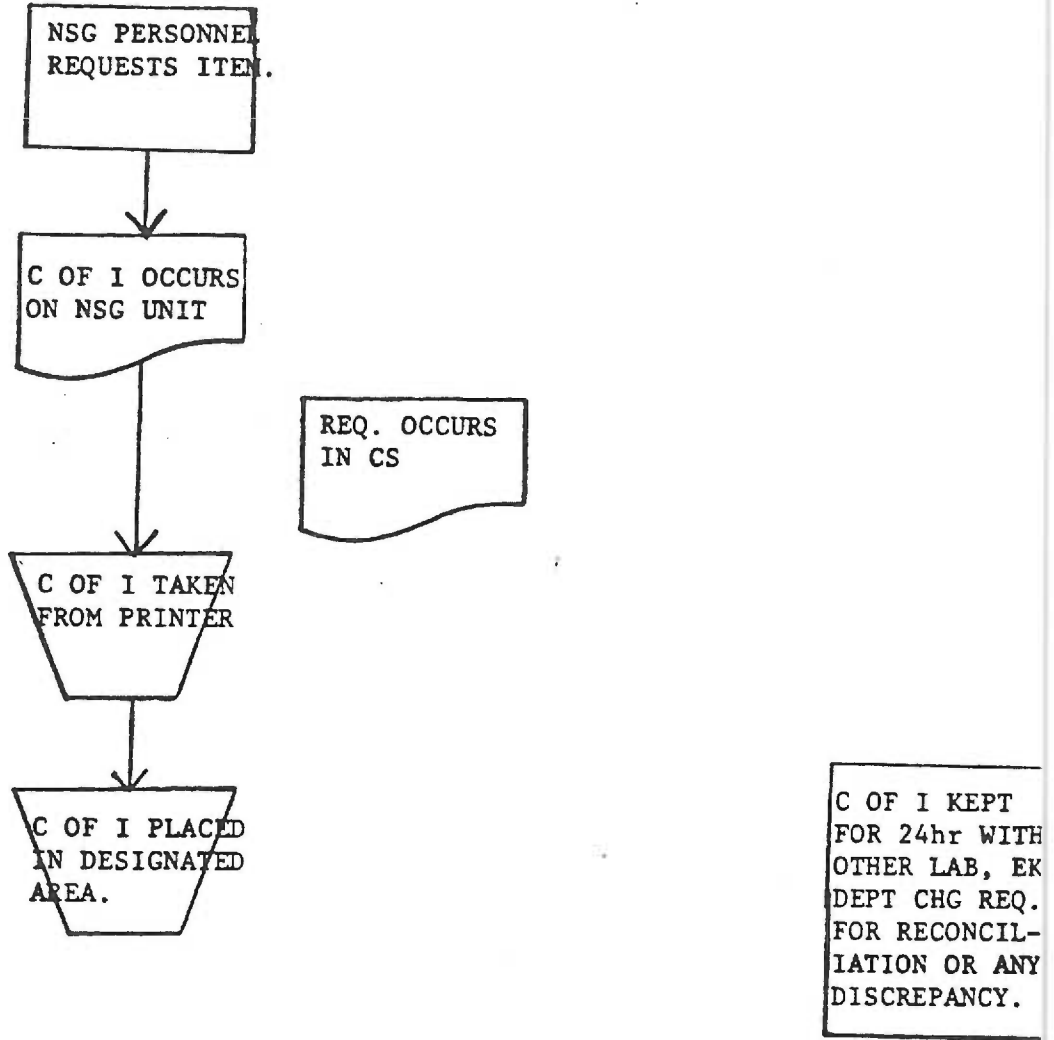 NSG PERSONNEL
REQUESTS ITEM.
C OF I OCCURS
ON NSG UNIT
REQ. OCCURS
IN CS
C OF I TAKEN
FROM PRINTER
C OF I PLACED
IN DESIGNATED
AREA.
C OF I KEPT
FOR 24hr WITH
OTHER LAB, EK
DEPT CHG REQ.
FOR RECONCIL-
IATION OR ANY
DISCREPANCY.